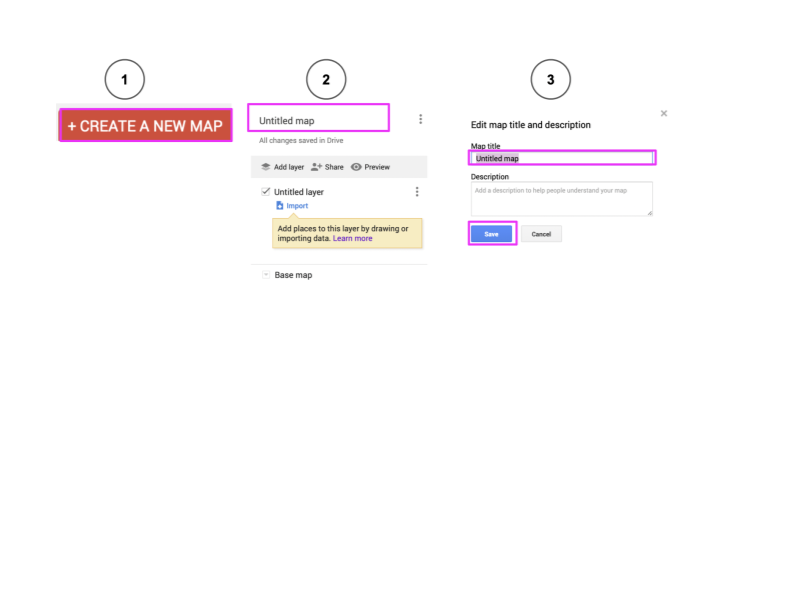 1
+ CREATE A NEW MAP
2
Untitled map
All changes saved in Drive
Add layer Share Preview
Untitled layer
Import
Add places to this layer by drawing or
importing data. Learn more
Base map
3
Edit map title and description
Map title
Untitled map
Description
Add a description to help people understand your map
Save Cancel